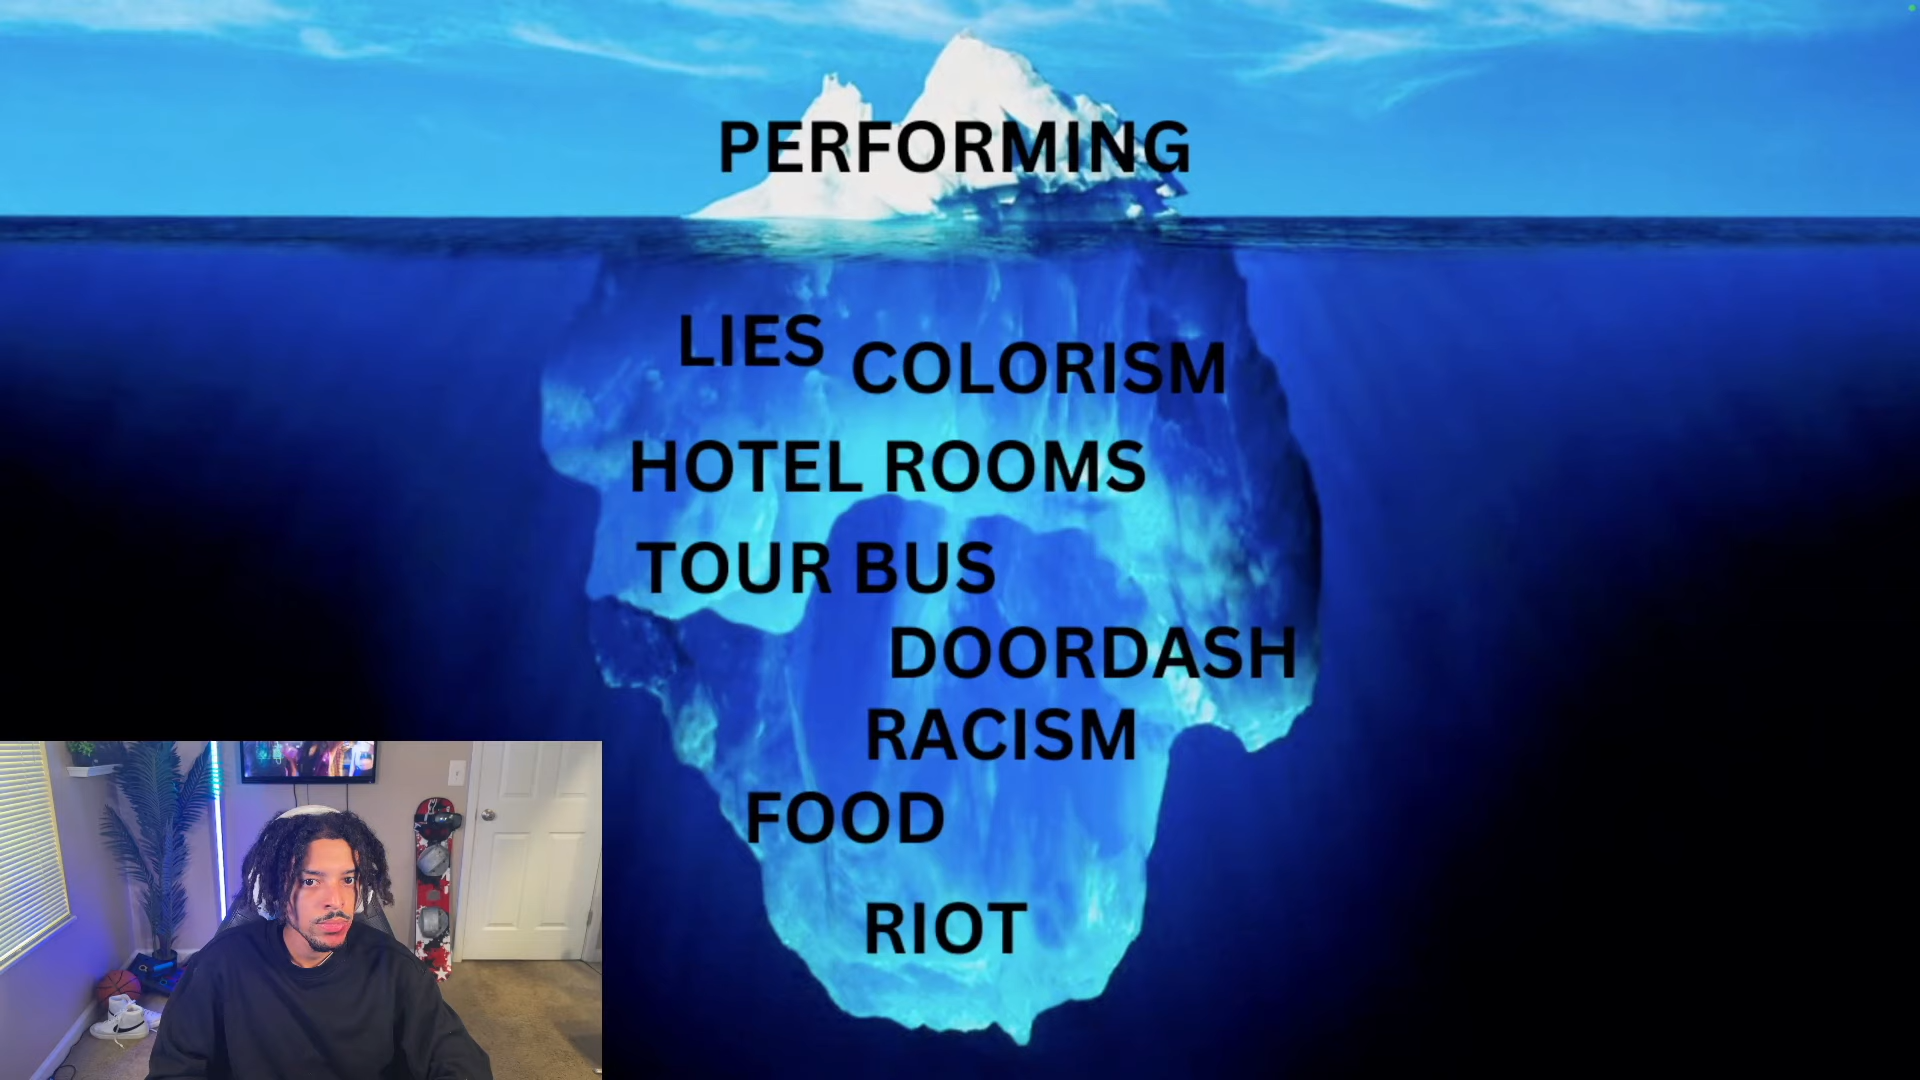 PERFORMING
LIES
COLORISM
HOTEL ROOMS
TOUR BUS
DOORDASH
RACISM
FOOD
RIOT